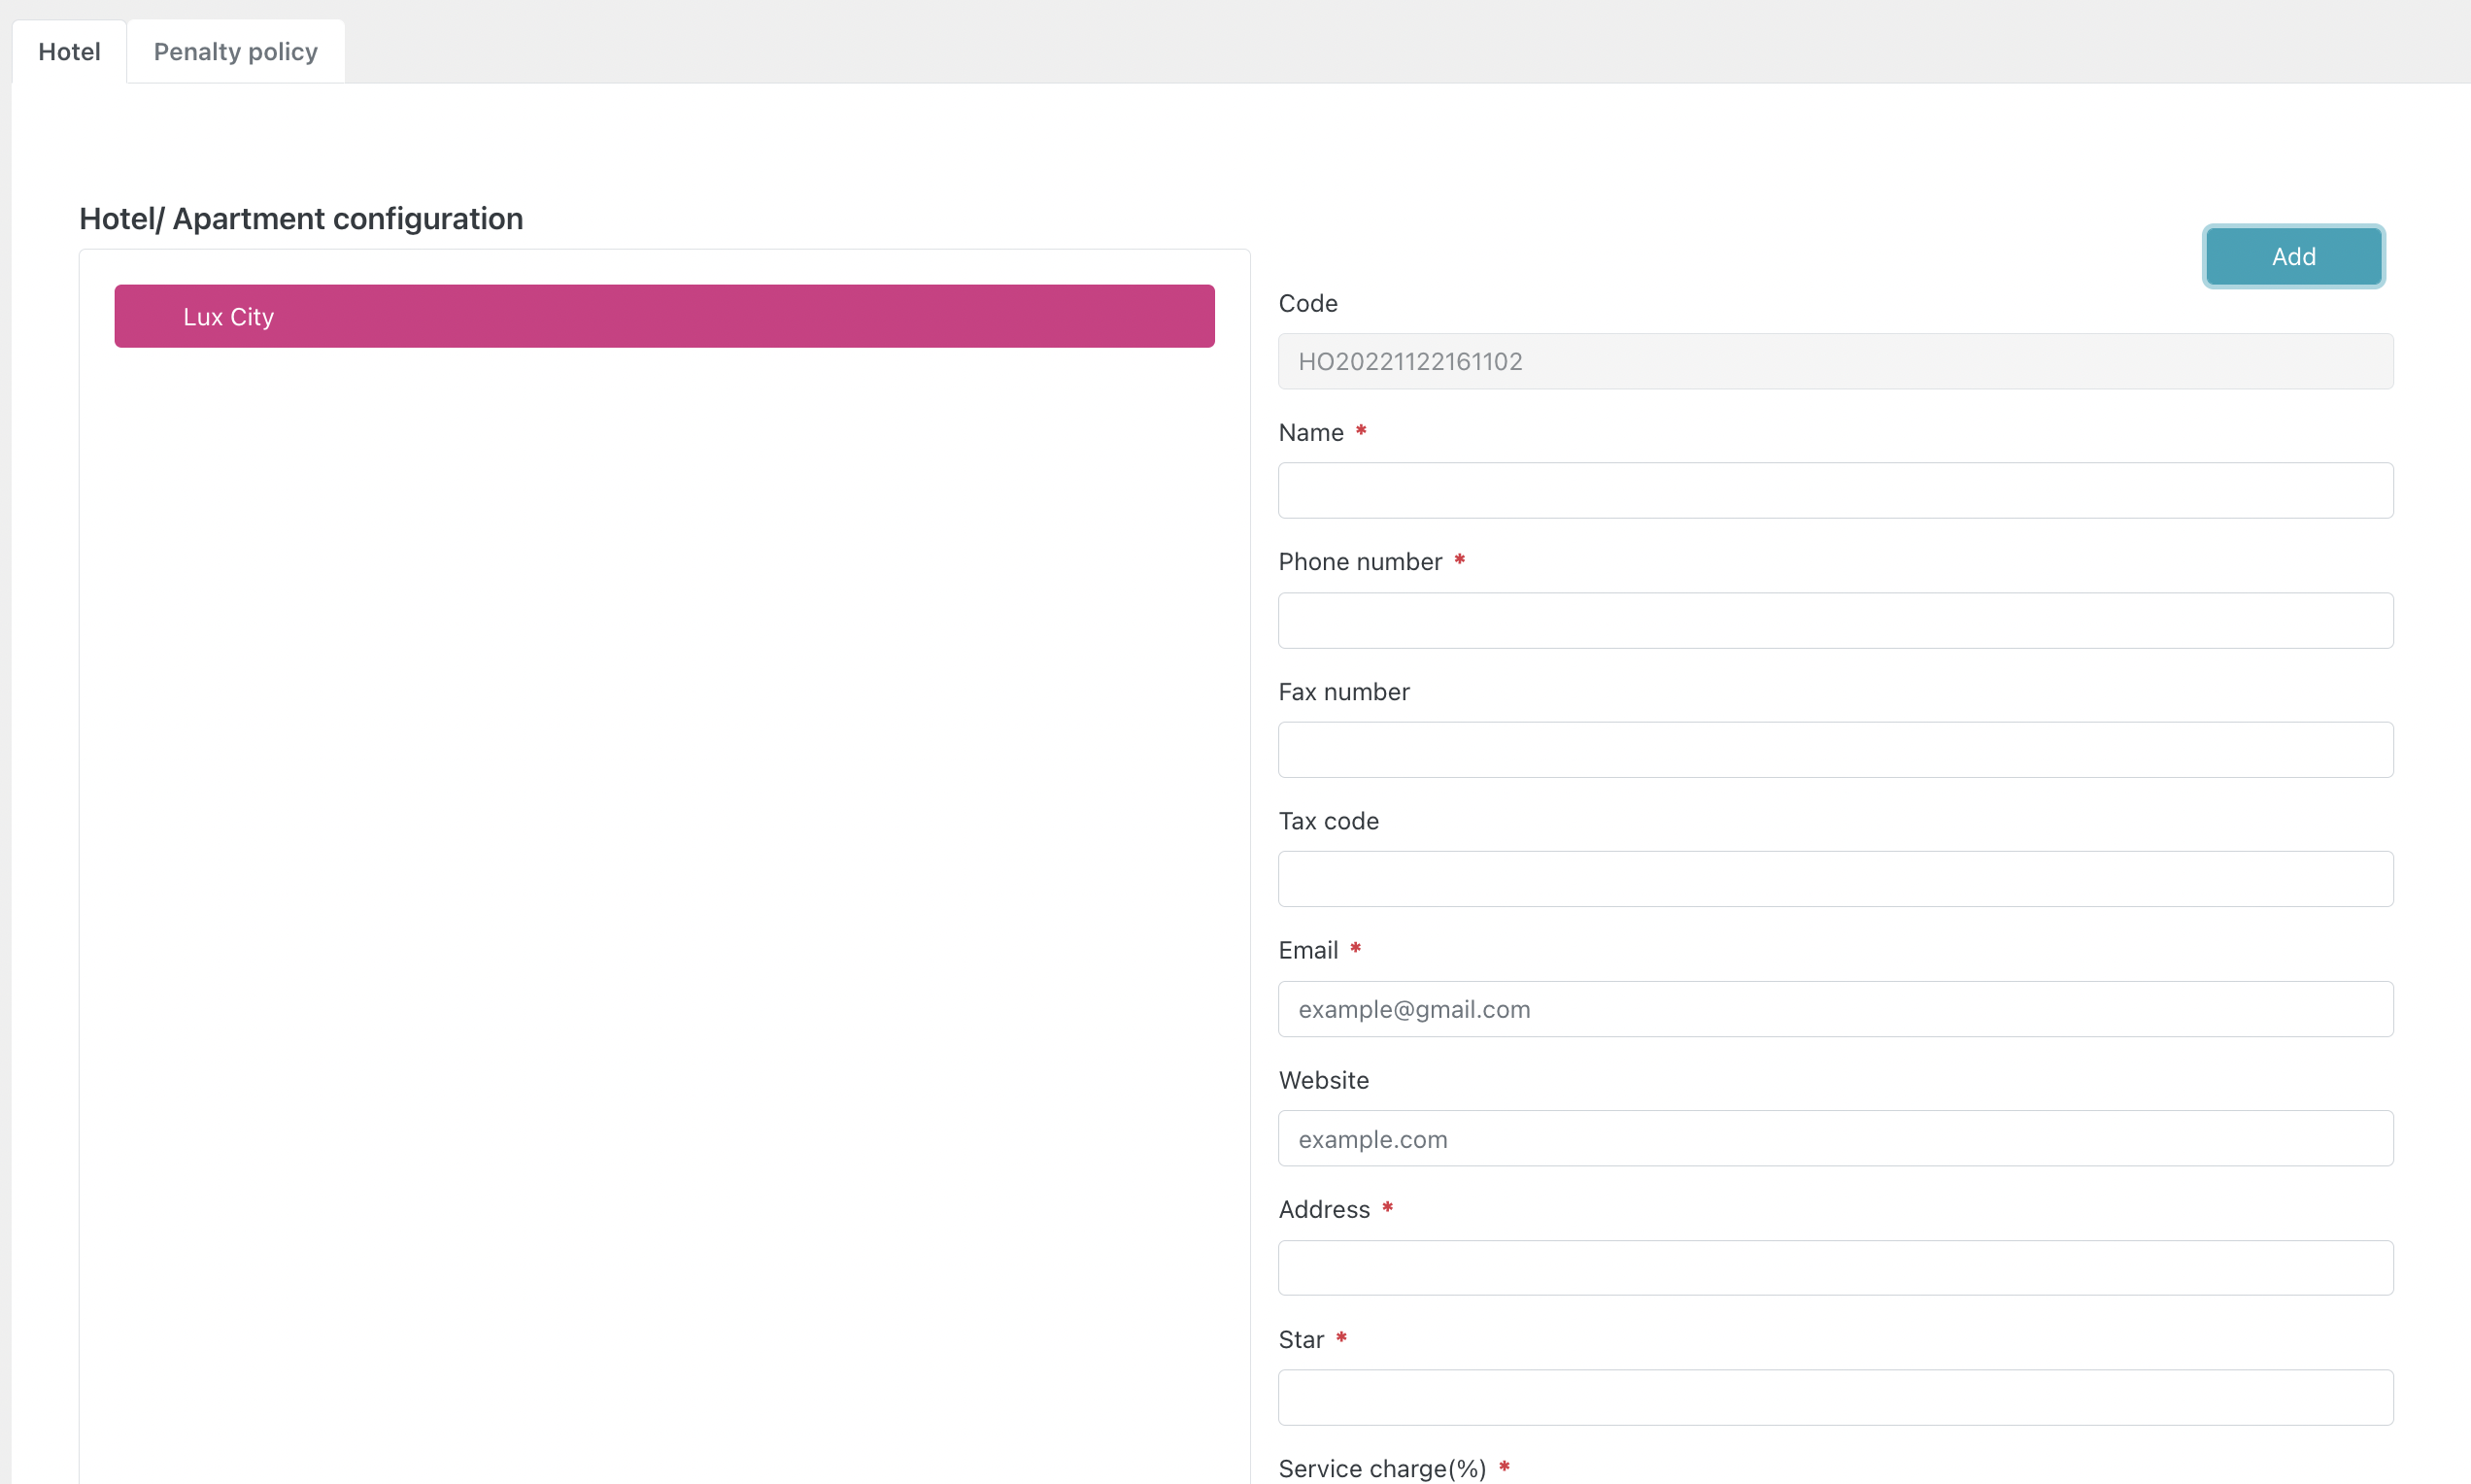 Hotel
Penalty policy
Hotel/ Apartment configuration
Add
Lux City
Code
HO20221122161102
Name *
Phone number *
Fax number
Tax code
Email *
example@gmail.com
Website
example.com
Address *
Star *
Service charge(%) *